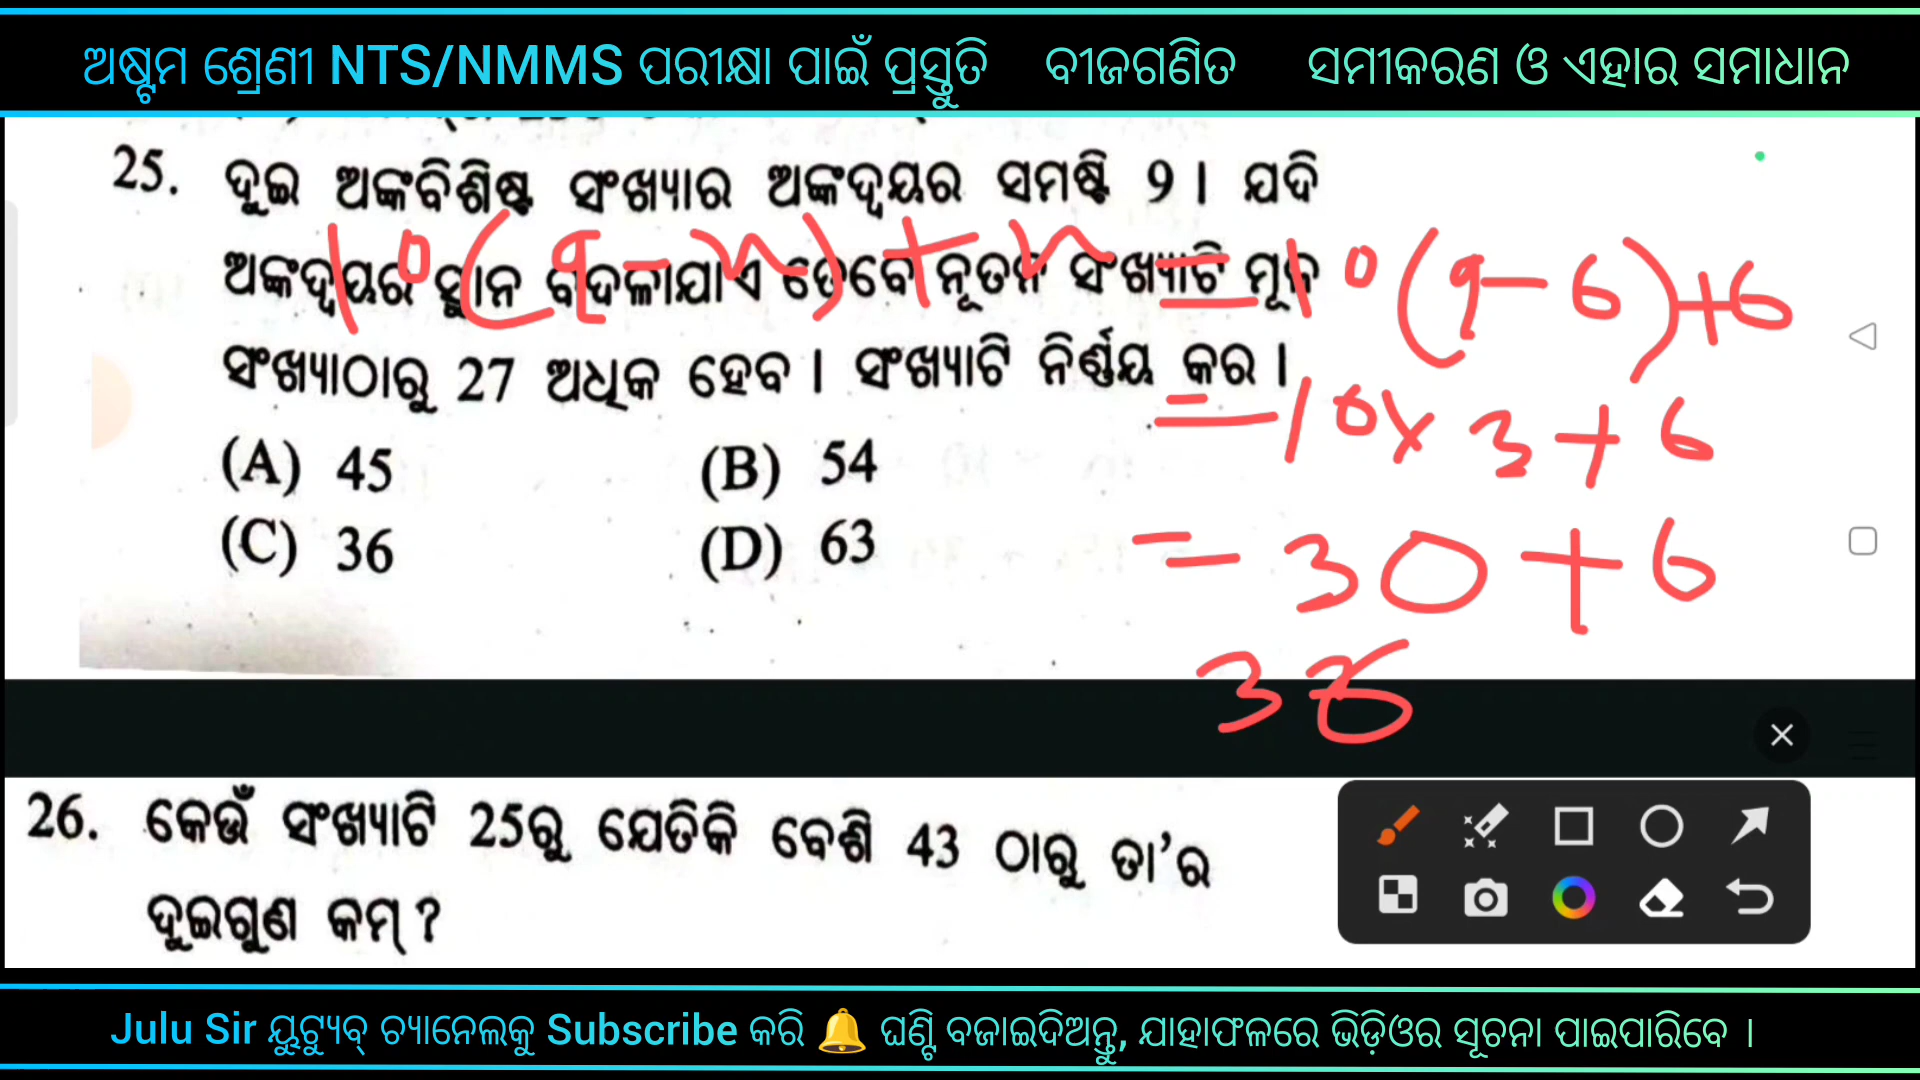 ଅଷ୍ଟମ ଶ୍ରେଣୀ NTS/NMMS ପରୀକ୍ଷା ପାଇଁ ପ୍ରସ୍ତୁତି ବୀଜଗଣିତ ସମୀକରଣ ଓ ଏହାର ସମାଧାନ
25. ଦୁଇ ଅଙ୍କବିଶିଷ୍ଟ ସଂଖ୍ୟାର ଅଙ୍କଦ୍ୱୟର ସମଷ୍ଟି 9 । ଯଦି
ଅଙ୍କଦ୍ୱୟର ସ୍ଥାନ ବଦଳାଯାଏ ତେବେ ନୂତନ ସଂଖ୍ୟାଟି ମୂଳ
10(9-x)+x = 10(9-6)+6
ସଂଖ୍ୟାଠାରୁ 27 ଅଧିକ ହେବ । ସଂଖ୍ୟାଟି ନିର୍ଣ୍ଣୟ କର ।
= 10x3+6
(A) 45 (B) 54
(C) 36 (D) 63
= 30+6
36
26. କେଉଁ ସଂଖ୍ୟାଟି 25ରୁ ଯେତିକି ବେଶି 43 ଠାରୁ ତା'ର
ଦୁଇଗୁଣ କମ୍ ?
Julu Sir ୟୁଟ୍ୟୁବ୍ ଚ୍ୟାନେଲକୁ Subscribe କରି 🔔 ଘଣ୍ଟି ବଜାଇଦିଅନ୍ତୁ, ଯାହାଫଳରେ ଭିଡ଼ିଓର ସୂଚନା ପାଇପାରିବେ ।